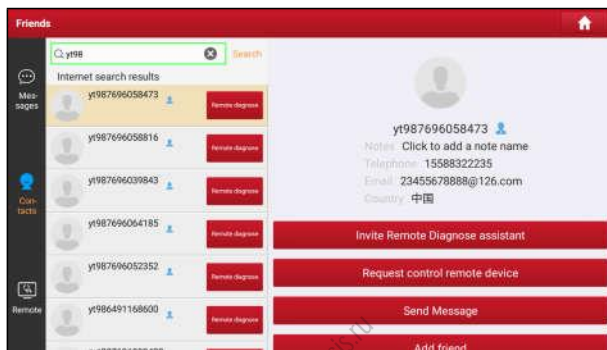 Friends
yt98
Search
Internet search results
Mes-
sages
yt987696058473
Remote diagnose
yt987696058816
Remote diagnose
Con-
tacts
yt987696039843
Remote diagnose
yt987696064185
Remote diagnose
yt987696052352
Remote diagnose
Remote
yt986491168600
Remote diagnose
yt987696058473
Notes Click to add a note name
Telephone 15588322235
Email 23455678888@126.com
Country 中国
Invite Remote Diagnose assistant
Request control remote device
Send Message
Add friend